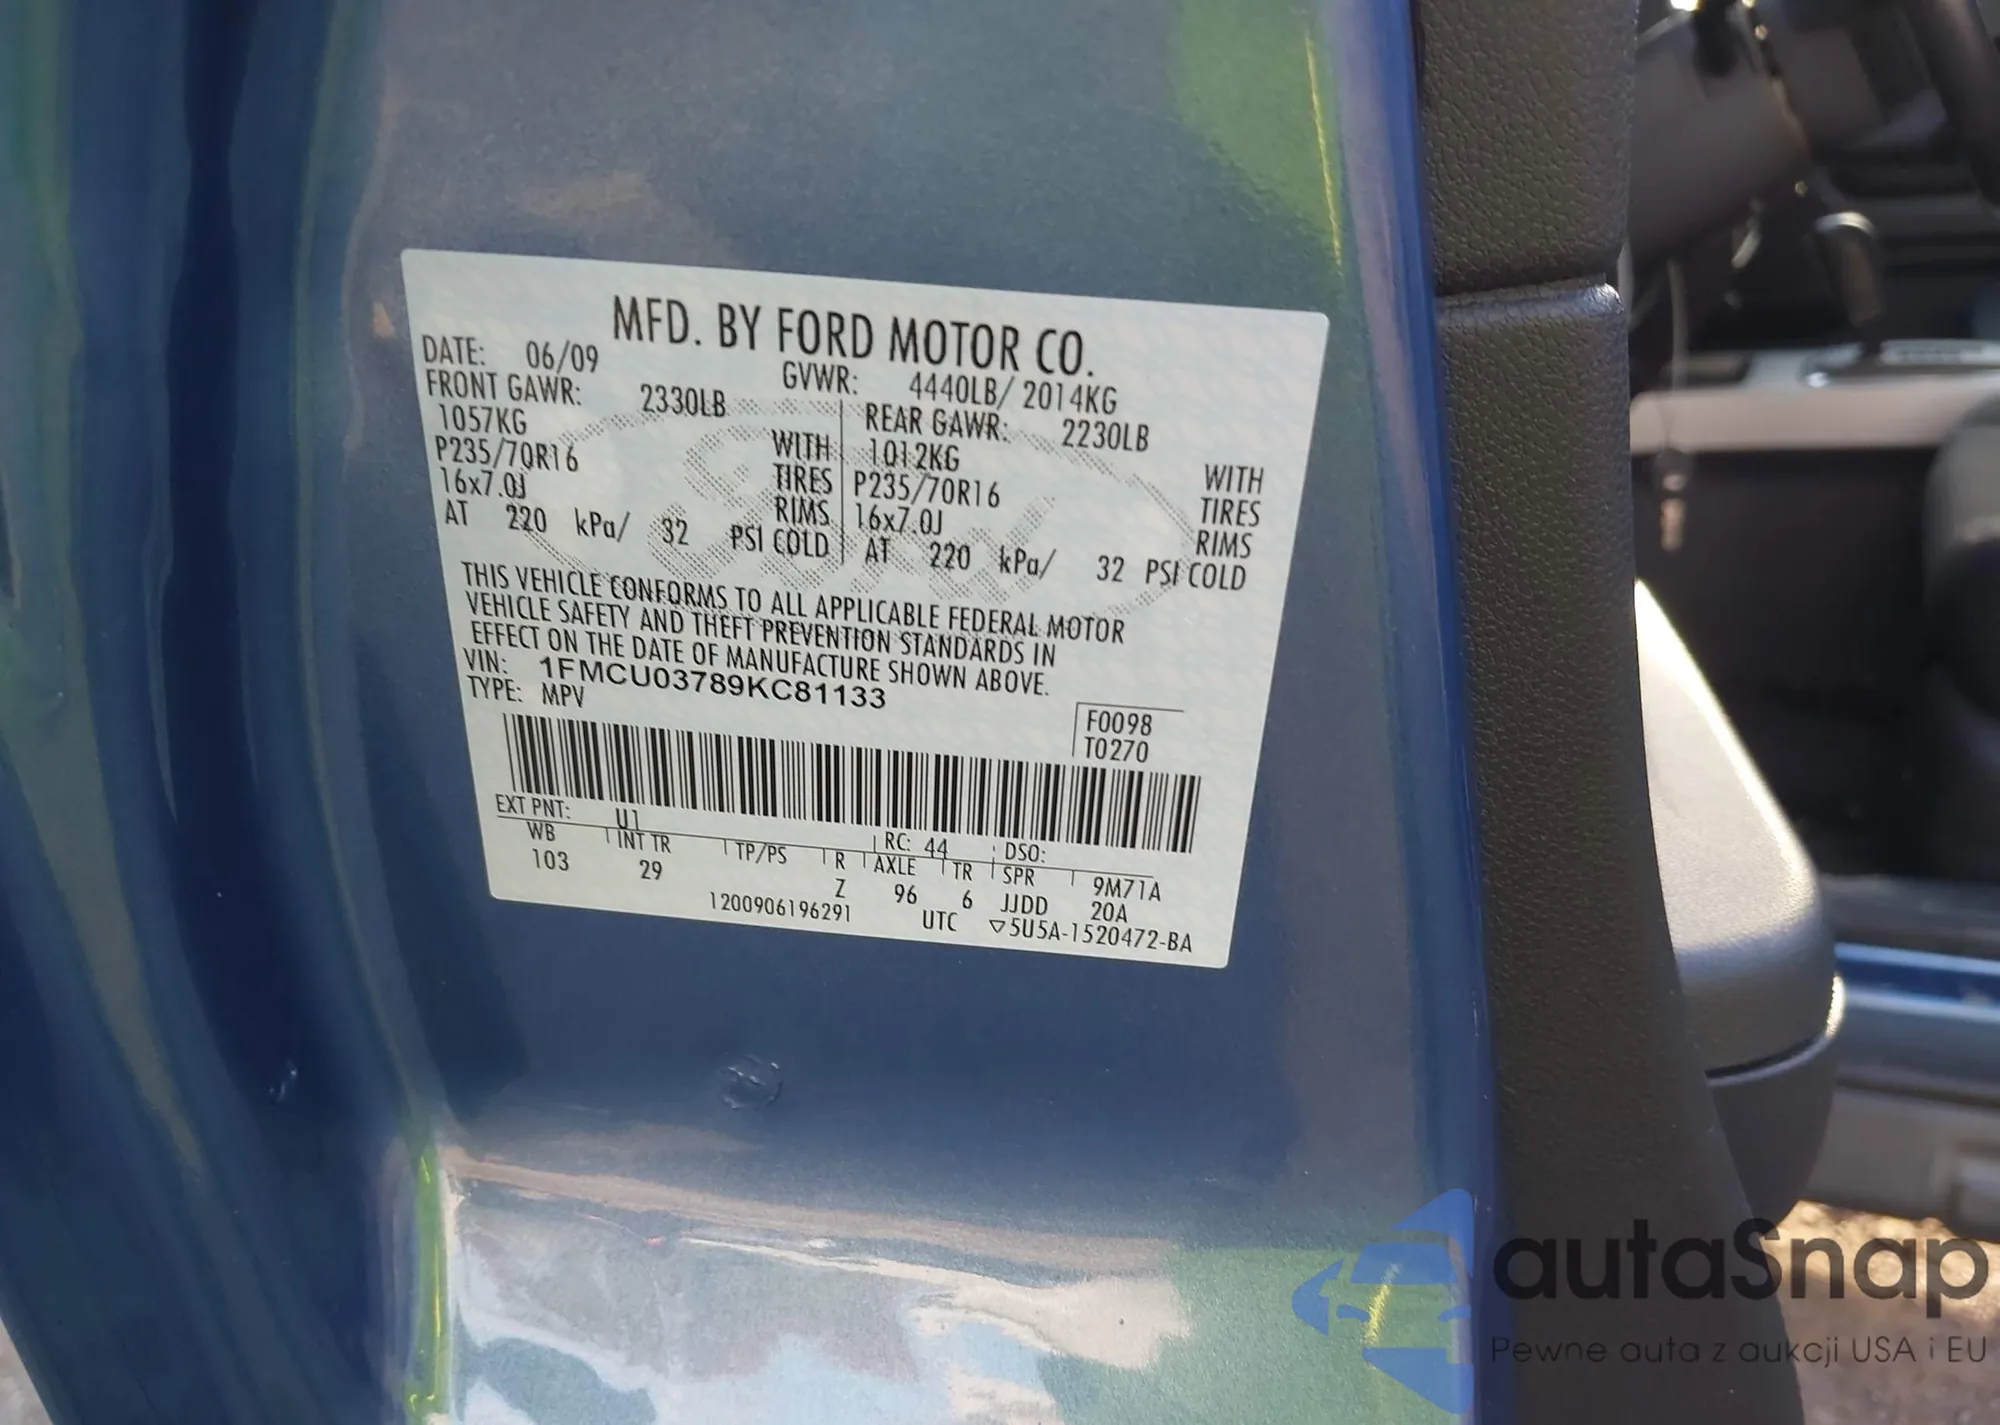 MFD. BY FORD MOTOR CO.
DATE: 06/09 GVWR: 4440LB/ 2014KG
FRONT GAWR: 2330LB REAR GAWR: 2230LB
1057KG WITH 1012KG WITH
P235/70R16 TIRES P235/70R16 TIRES
16x7.0J RIMS 16x7.0J RIMS
AT 220 kPa/ 32 PSI COLD AT 220 kPa/ 32 PSI COLD
THIS VEHICLE CONFORMS TO ALL APPLICABLE FEDERAL MOTOR
VEHICLE SAFETY AND THEFT PREVENTION STANDARDS IN
EFFECT ON THE DATE OF MANUFACTURE SHOWN ABOVE.
VIN: 1FMCU03789KC81133
TYPE: MPV
F0098
T0270
EXT PNT: U1 RC: 44 DSO:
WB INT TR TP/PS R AXLE TR SPR 9M71A
103 29 Z 96 6 JJDD 20A
1200906196291 UTC ▽5U5A-1520472-BA
autaSnap
Pewne auta z aukcji USA i EU